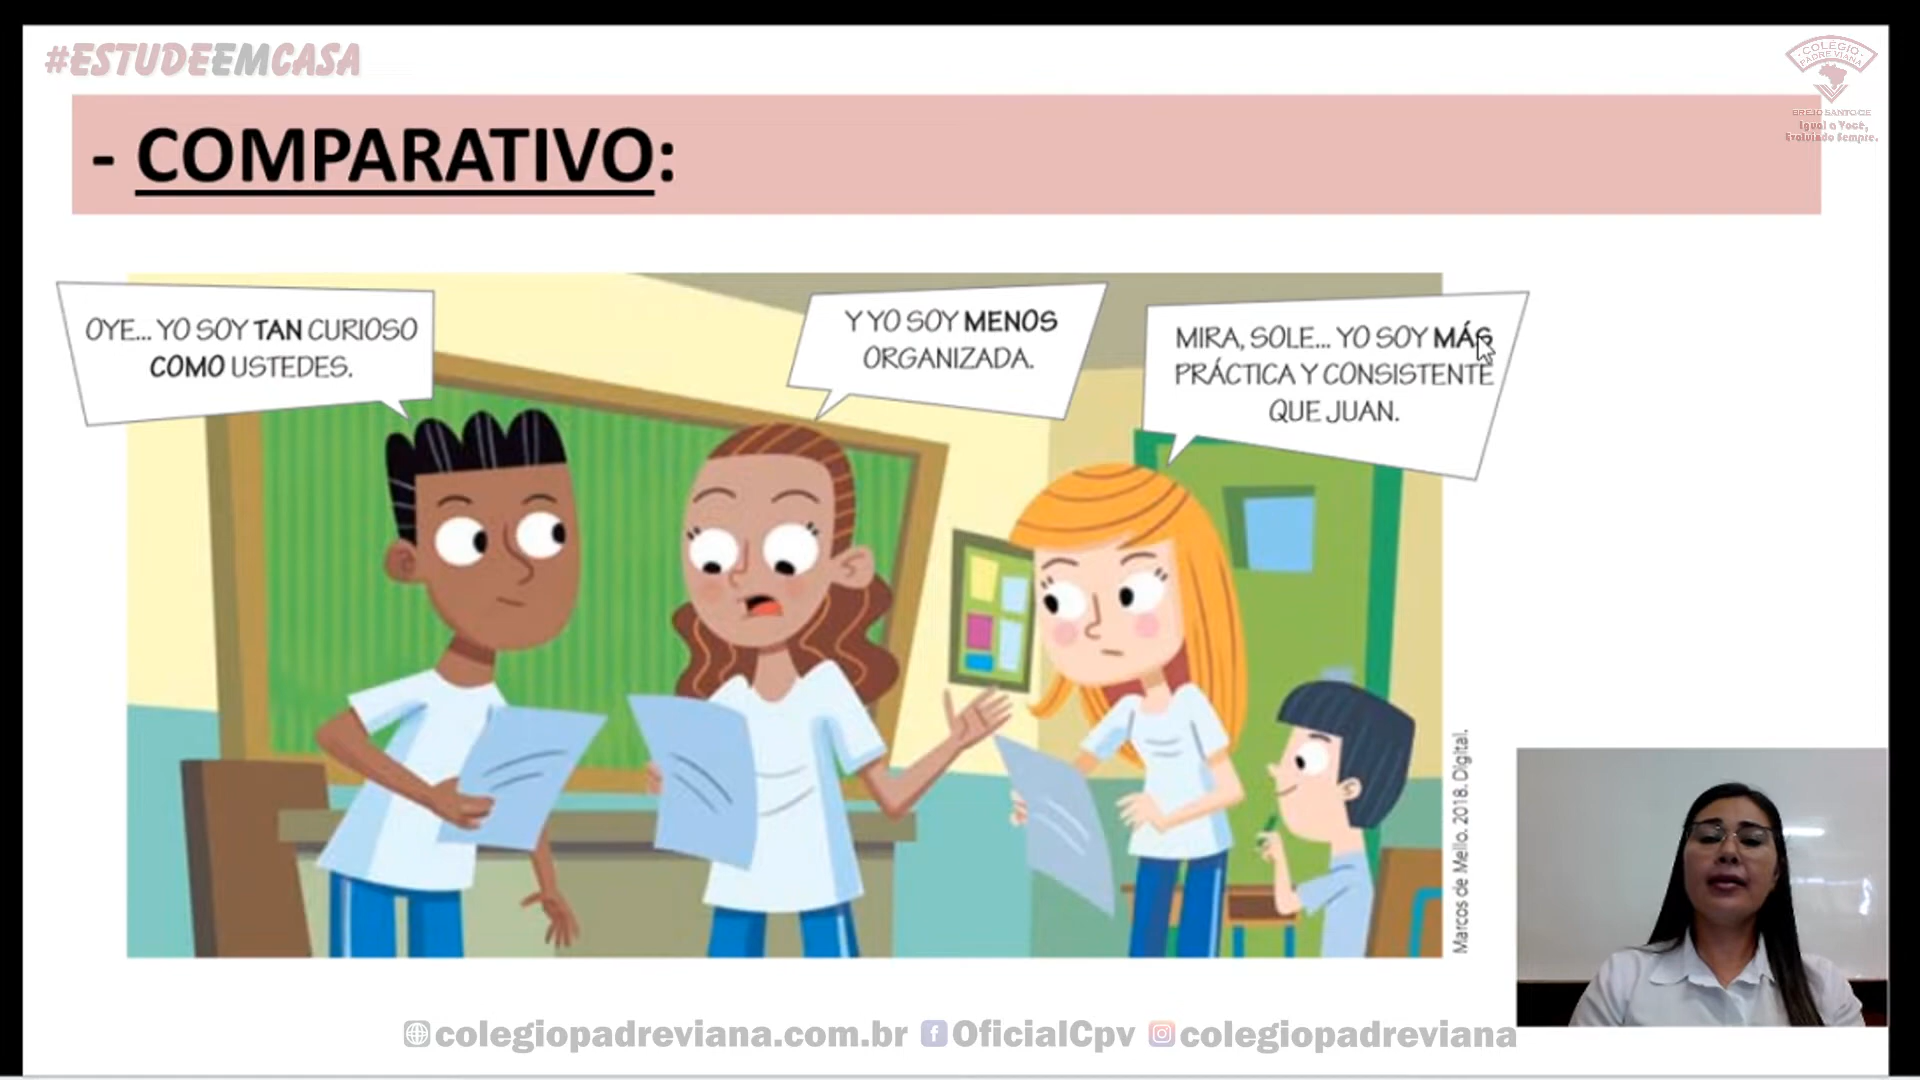 #ESTUDEEMCASA
COLÉGIO
PADRE VIANA
BREJO SANTO-CE
Igual a Você,
Evoluindo Sempre.
- COMPARATIVO:
OYE... YO SOY TAN CURIOSO
COMO USTEDES.
Y YO SOY MENOS
ORGANIZADA.
MIRA, SOLE... YO SOY MÁS
PRÁCTICA Y CONSISTENTE
QUE JUAN.
Marcos de Mello. 2018. Digital.
colegiopadreviana.com.br OficialCpv colegiopadreviana